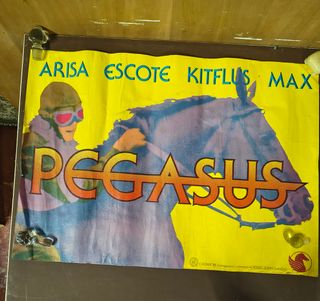 ARISA ESCOTE KITFLUS MAX
PEGASUS